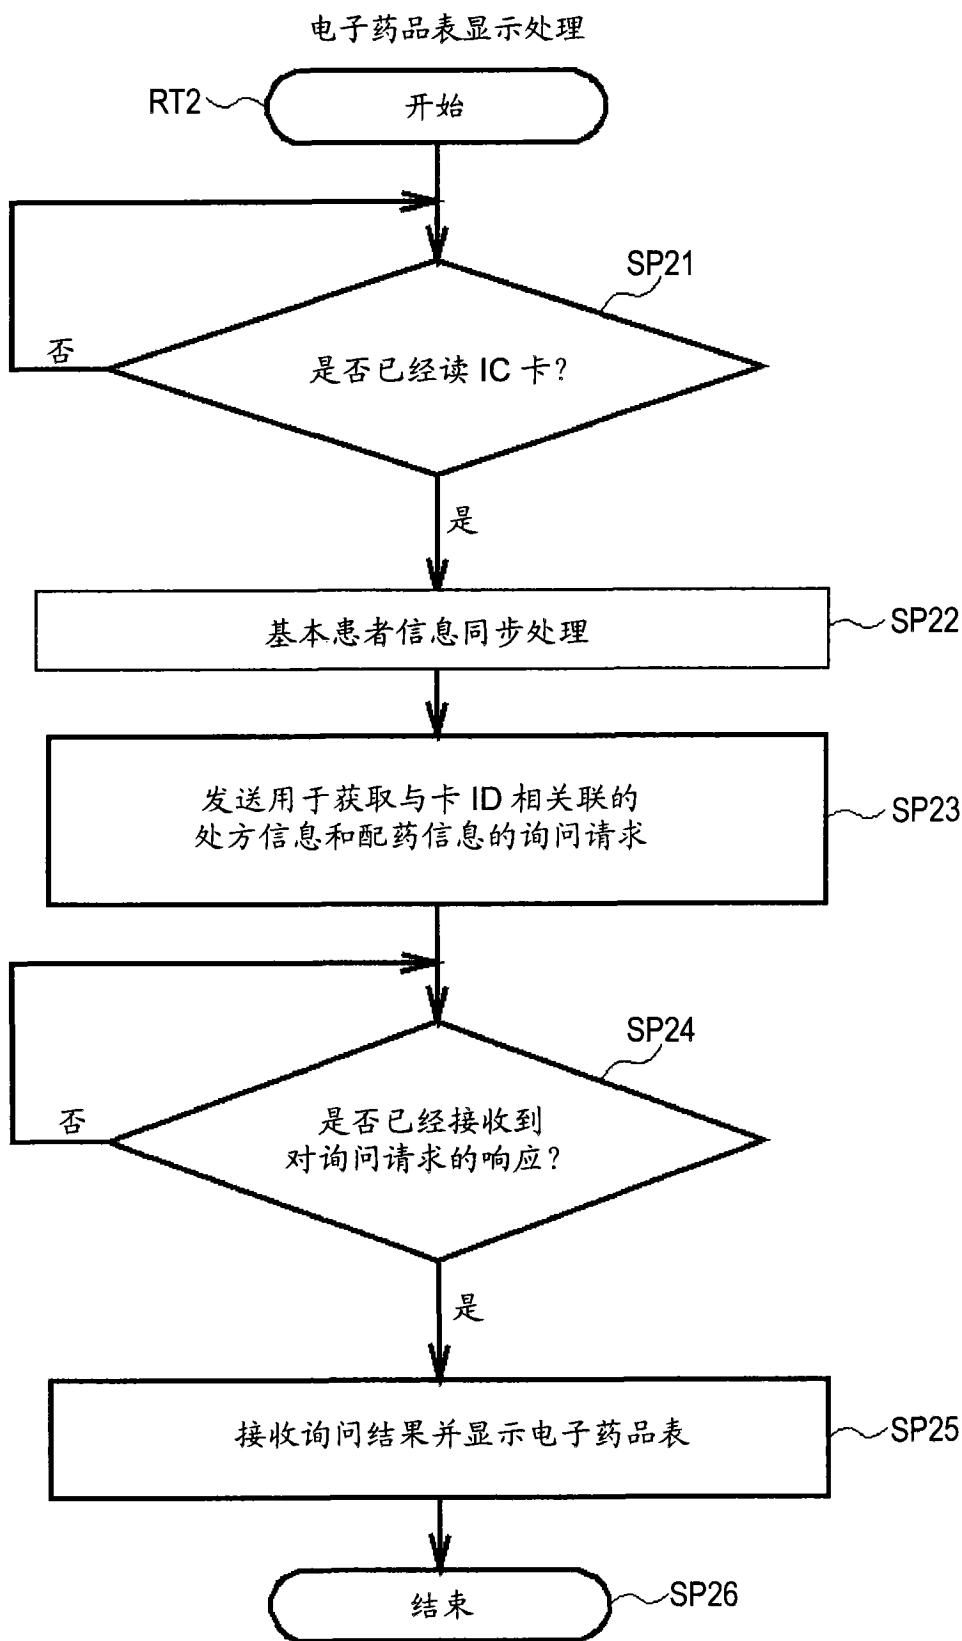 电子药品表显示处理
RT2
开始
SP21
否
是否已经读 IC 卡?
是
基本患者信息同步处理
SP22
发送用于获取与卡 ID 相关联的
处方信息和配药信息的询问请求
SP23
SP24
否
是否已经接收到
对询问请求的响应?
是
接收询问结果并显示电子药品表
SP25
结束
SP26